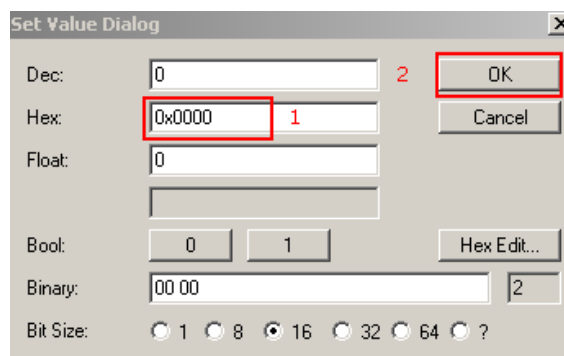 Set Value Dialog
Dec: 0 2 OK
Hex: 0x0000 1 Cancel
Float: 0
Bool: 0 1 Hex Edit...
Binary: 00 00 2
Bit Size: 1 8 16 32 64 ?